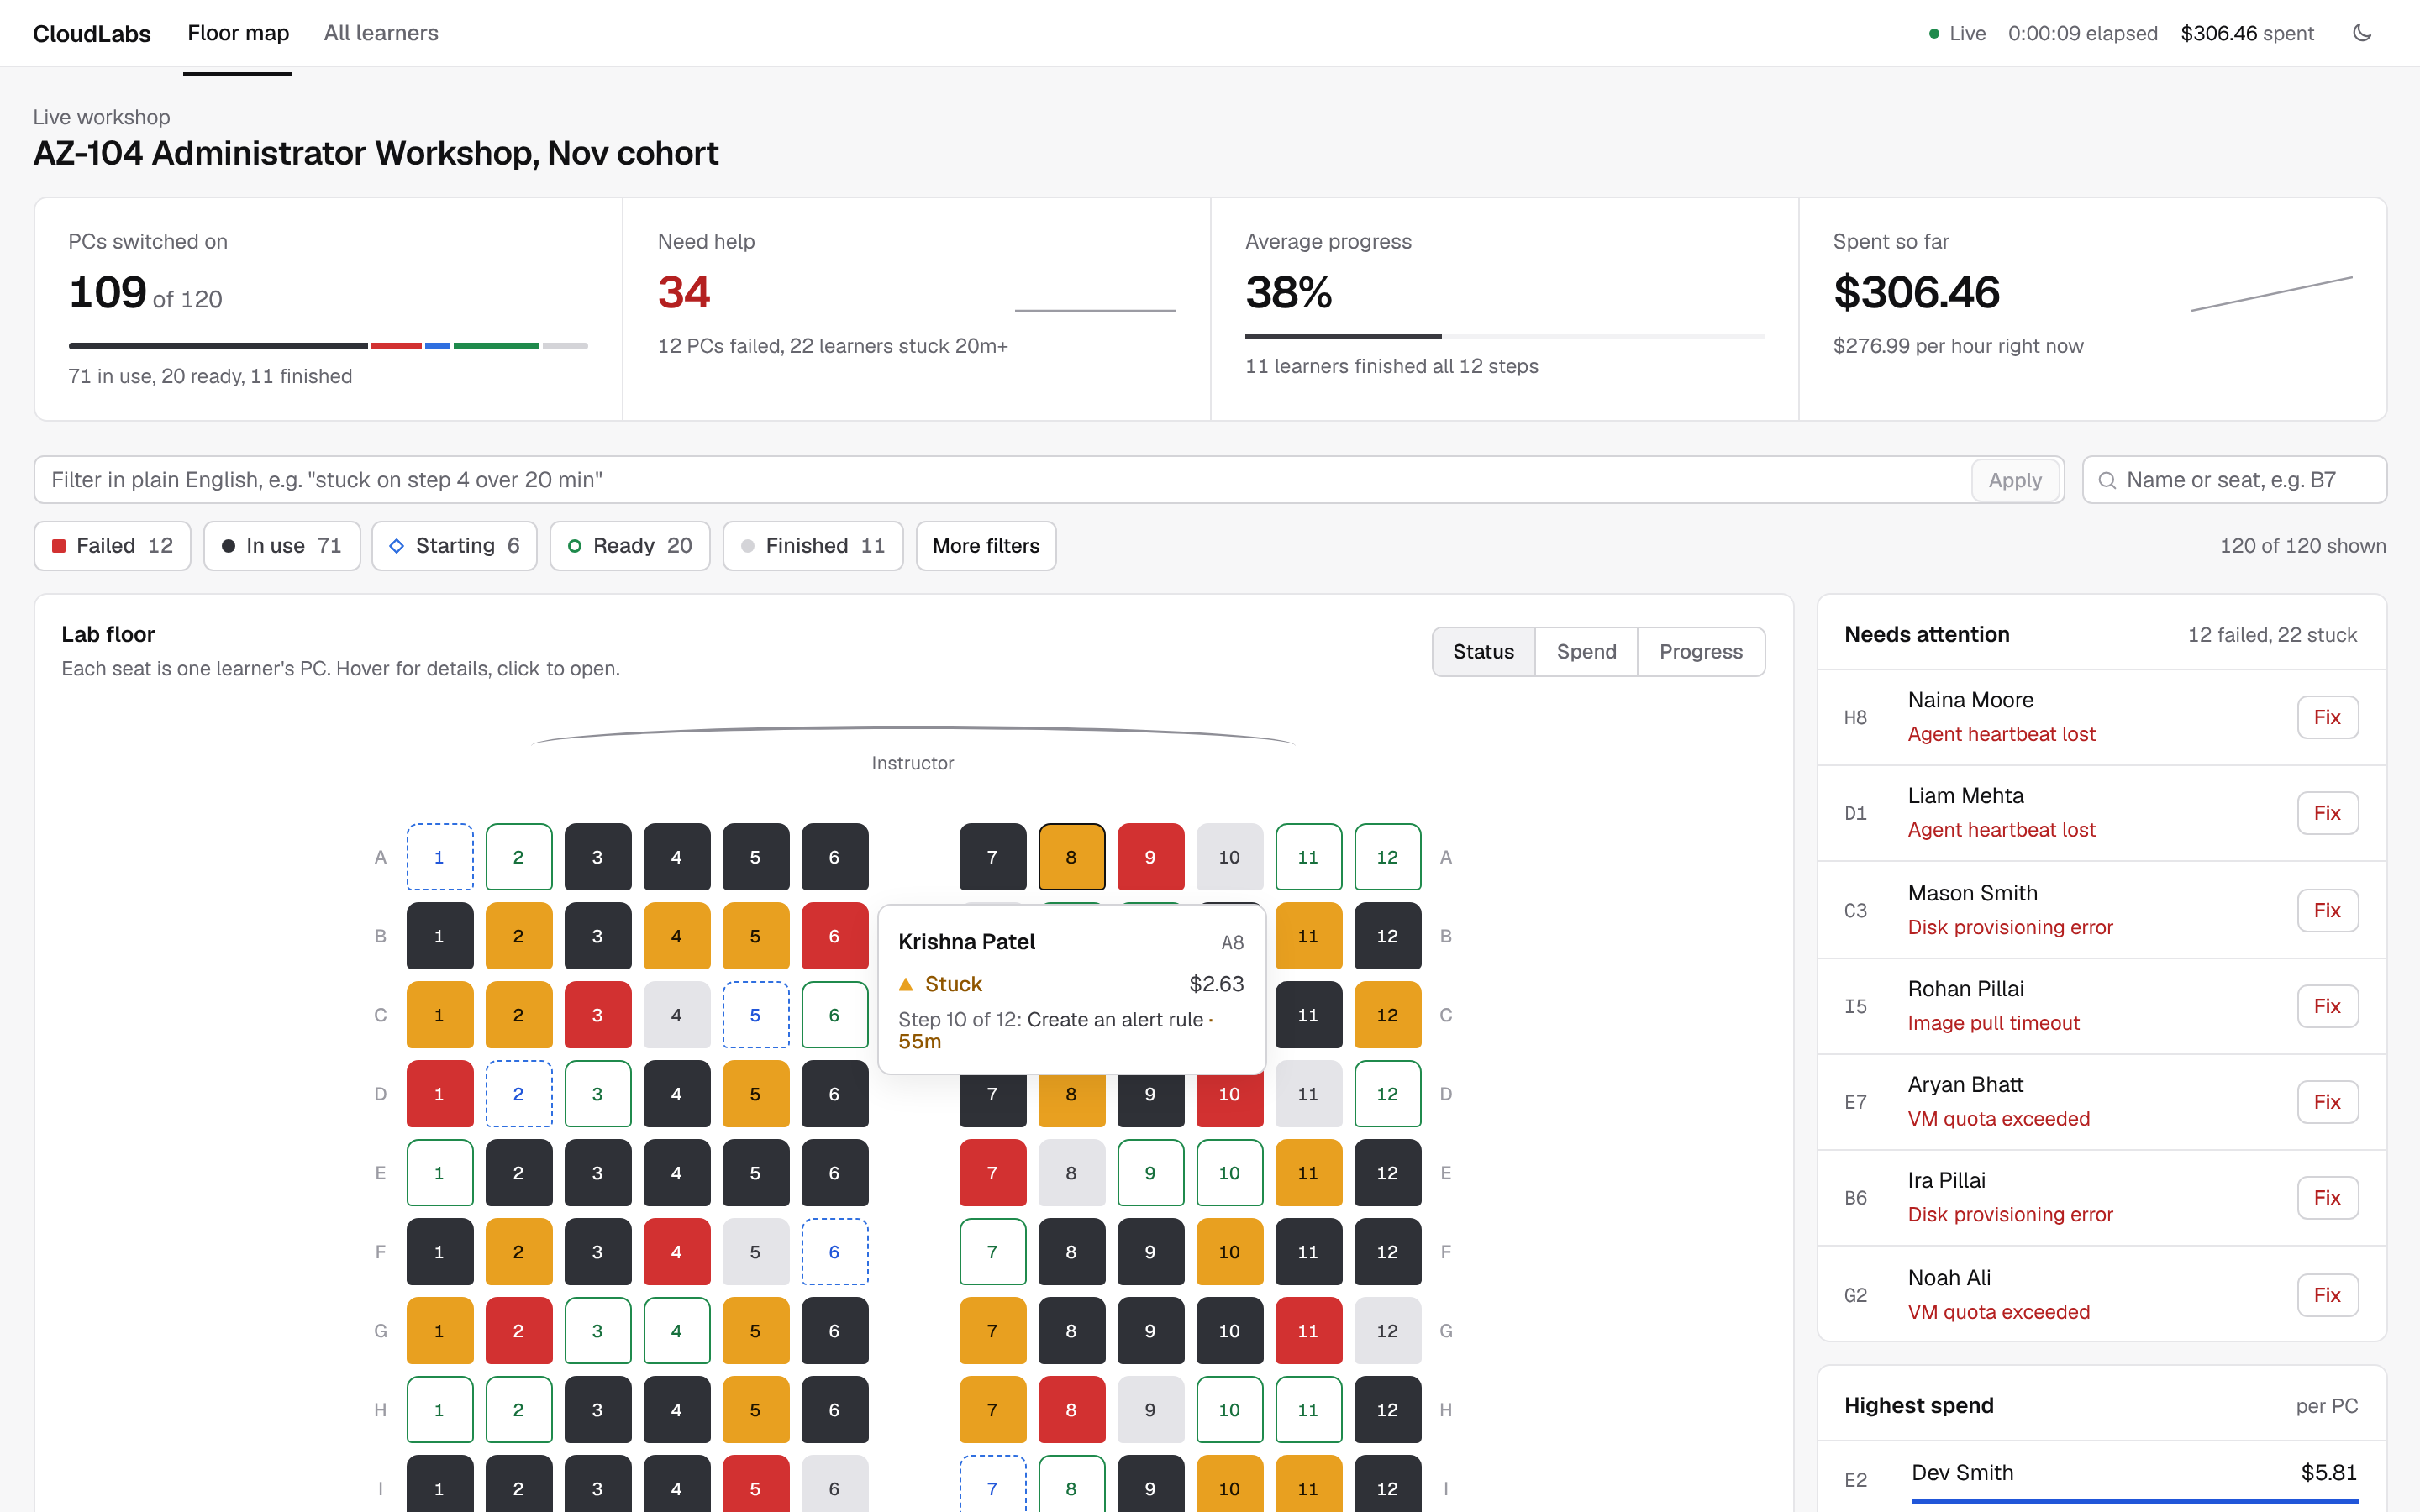 CloudLabs
Floor map
All learners
Live
0:00:09 elapsed
$306.46 spent
Live workshop
AZ-104 Administrator Workshop, Nov cohort
PCs switched on
109 of 120
71 in use, 20 ready, 11 finished
Need help
34
12 PCs failed, 22 learners stuck 20m+
Average progress
38%
11 learners finished all 12 steps
Spent so far
$306.46
$276.99 per hour right now
Filter in plain English, e.g. "stuck on step 4 over 20 min"
Apply
Name or seat, e.g. B7
Failed 12
In use 71
Starting 6
Ready 20
Finished 11
More filters
120 of 120 shown
Lab floor
Each seat is one learner's PC. Hover for details, click to open.
Status
Spend
Progress
Instructor
A 1 2 3 4 5 6 7 8 9 10 11 12 A
B 1 2 3 4 5 6 11 12 B
C 1 2 3 4 5 6 11 12 C
D 1 2 3 4 5 6 7 8 9 10 11 12 D
E 1 2 3 4 5 6 7 8 9 10 11 12 E
F 1 2 3 4 5 6 7 8 9 10 11 12 F
G 1 2 3 4 5 6 7 8 9 10 11 12 G
H 1 2 3 4 5 6 7 8 9 10 11 12 H
I 1 2 3 4 5 6 7 8 9 10 11 12 I
Krishna Patel A8
Stuck $2.63
Step 10 of 12: Create an alert rule ·
55m
Needs attention
12 failed, 22 stuck
H8 Naina Moore
Agent heartbeat lost
Fix
D1 Liam Mehta
Agent heartbeat lost
Fix
C3 Mason Smith
Disk provisioning error
Fix
I5 Rohan Pillai
Image pull timeout
Fix
E7 Aryan Bhatt
VM quota exceeded
Fix
B6 Ira Pillai
Disk provisioning error
Fix
G2 Noah Ali
VM quota exceeded
Fix
Highest spend
per PC
E2 Dev Smith $5.81